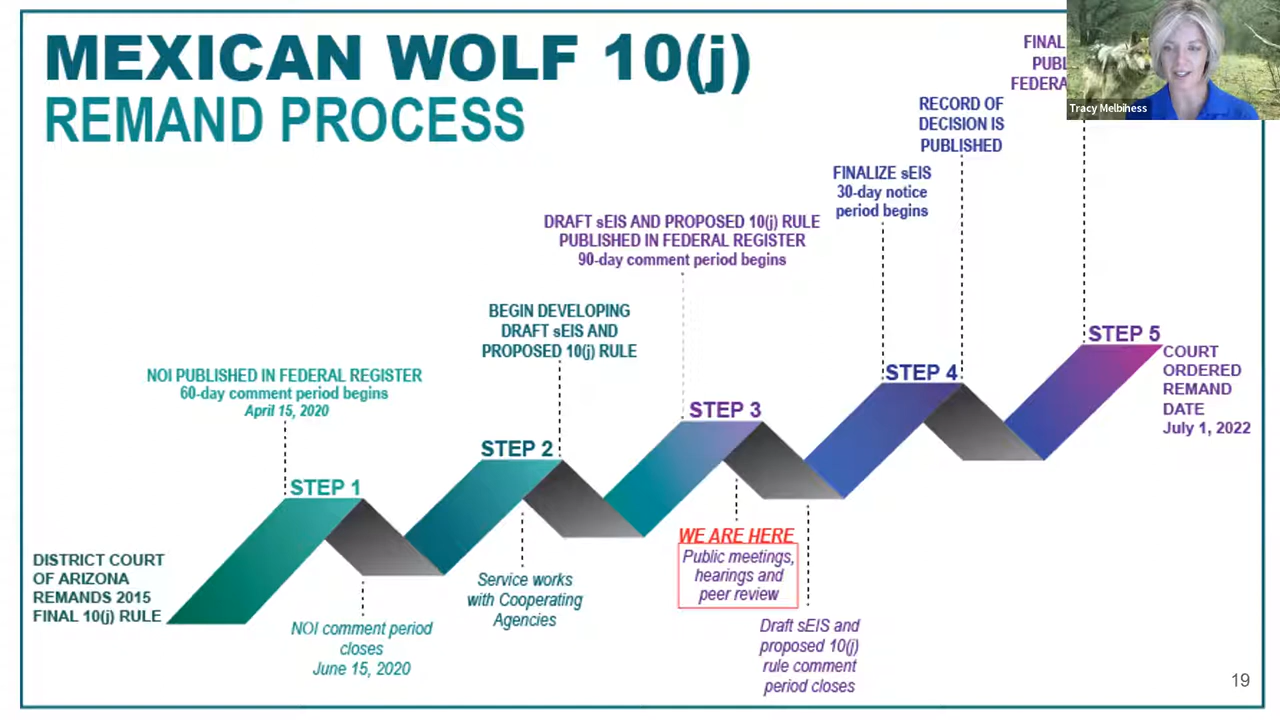 MEXICAN WOLF 10(j)
REMAND PROCESS
Tracy Melbihess
FINAL
PUBL
FEDERA
RECORD OF
DECISION IS
PUBLISHED
FINALIZE sEIS
30-day notice
period begins
DRAFT sEIS AND PROPOSED 10(j) RULE
PUBLISHED IN FEDERAL REGISTER
90-day comment period begins
BEGIN DEVELOPING
DRAFT sEIS AND
PROPOSED 10(j) RULE
NOI PUBLISHED IN FEDERAL REGISTER
60-day comment period begins
April 15, 2020
STEP 1
STEP 2
STEP 3
STEP 4
STEP 5
COURT
ORDERED
REMAND
DATE
July 1, 2022
DISTRICT COURT
OF ARIZONA
REMANDS 2015
FINAL 10(j) RULE
NOI comment period
closes
June 15, 2020
Service works
with Cooperating
Agencies
WE ARE HERE
Public meetings,
hearings and
peer review
Draft sEIS and
proposed 10(j)
rule comment
period closes
19